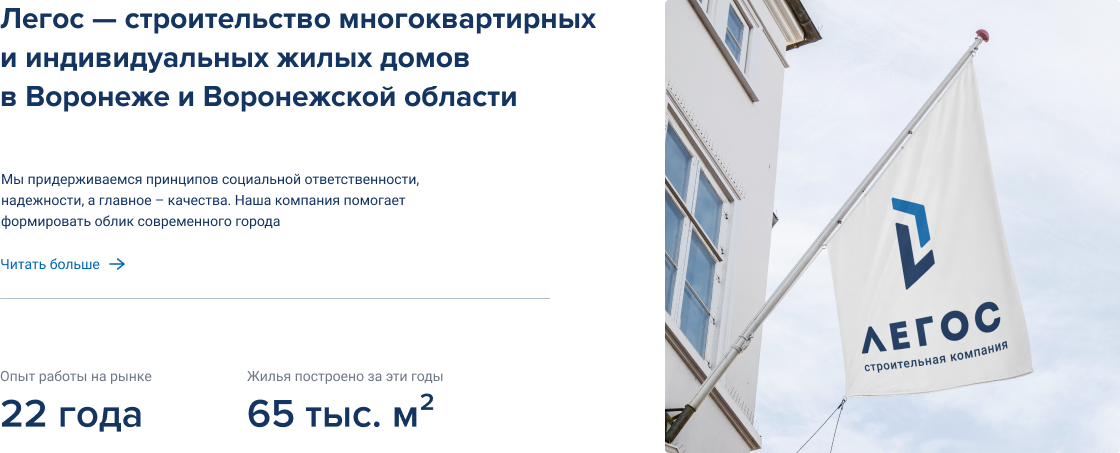 Легос — строительство многоквартирных
и индивидуальных жилых домов
в Воронеже и Воронежской области
Мы придерживаемся принципов социальной ответственности,
надежности, а главное – качества. Наша компания помогает
формировать облик современного города
Читать больше →
Опыт работы на рынке
22 года
Жилья построено за эти годы
65 тыс. м²
ЛЕГОС
строительная компания